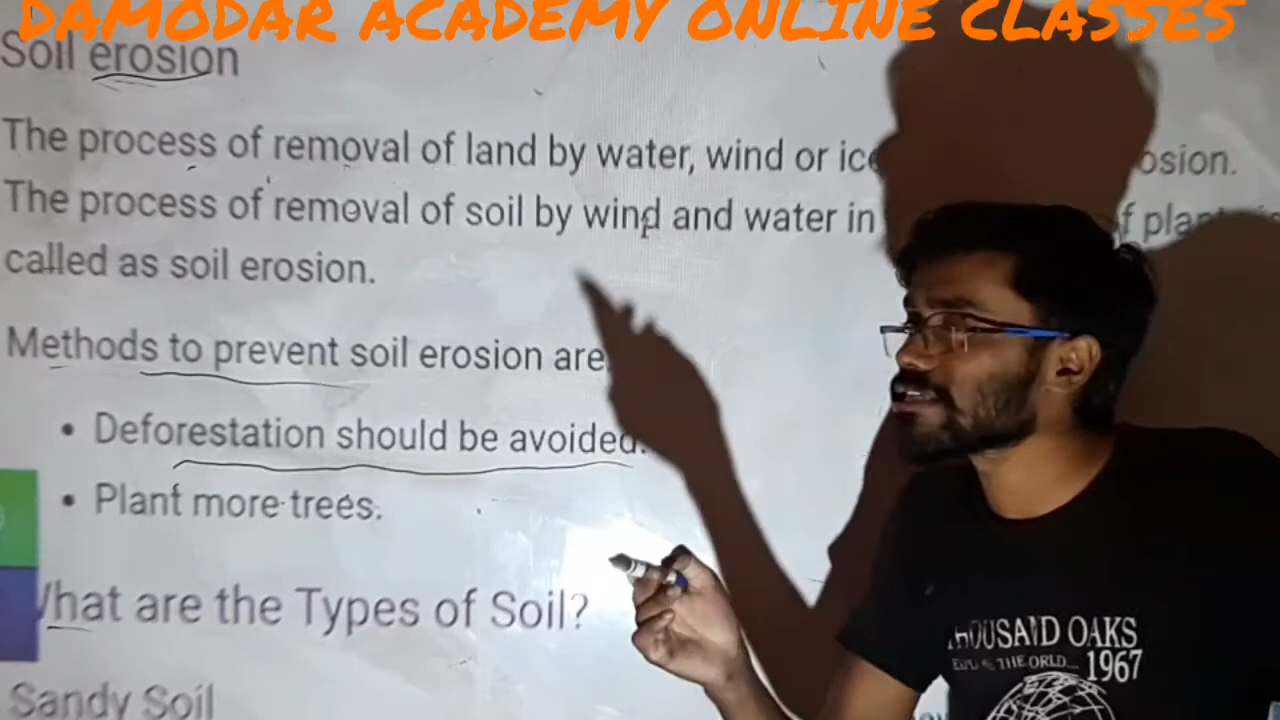 DAMODAR ACADEMY ONLINE CLASSES
Soil erosion
The process of removal of land by water, wind or ice
The process of removal of soil by wind and water in
called as soil erosion.
Methods to prevent soil erosion are
• Deforestation should be avoided.
• Plant more trees.
What are the Types of Soil?
Sandy Soil
THOUSAND OAKS
THE
1967